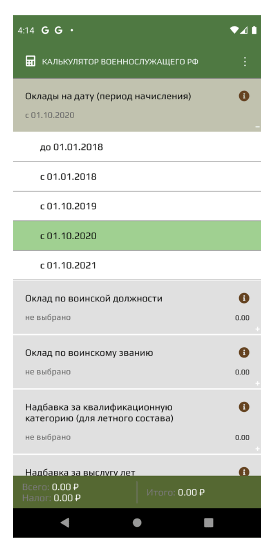 4:14 G G •
КАЛЬКУЛЯТОР ВОЕННОСЛУЖАЩЕГО РФ
Оклады на дату (период начисления)
с 01.10.2020
до 01.01.2018
с 01.01.2018
с 01.10.2019
с 01.10.2020
с 01.10.2021
Оклад по воинской должности
не выбрано 0.00
Оклад по воинскому званию
не выбрано 0.00
Надбавка за квалификационную
категорию (для летного состава)
не выбрано 0.00
Надбавка за выслугу лет
Всего: 0.00 ₽
Налог: 0.00 ₽
Итого: 0.00 ₽